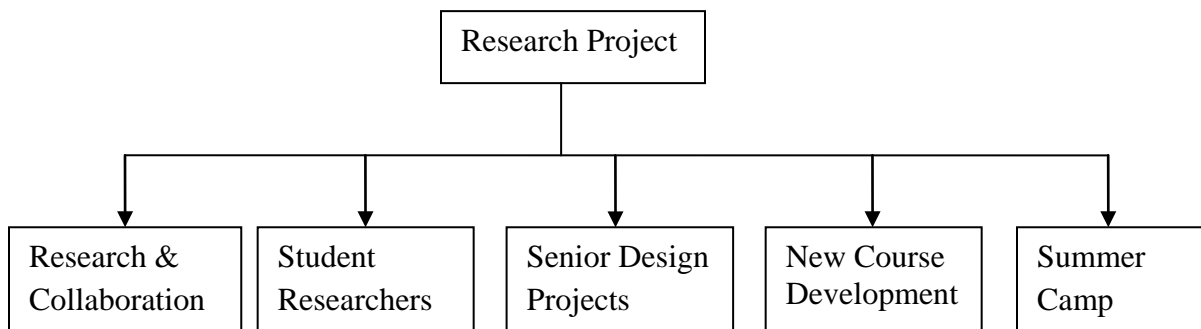 Research Project
Research &
Collaboration
Student
Researchers
Senior Design
Projects
New Course
Development
Summer
Camp